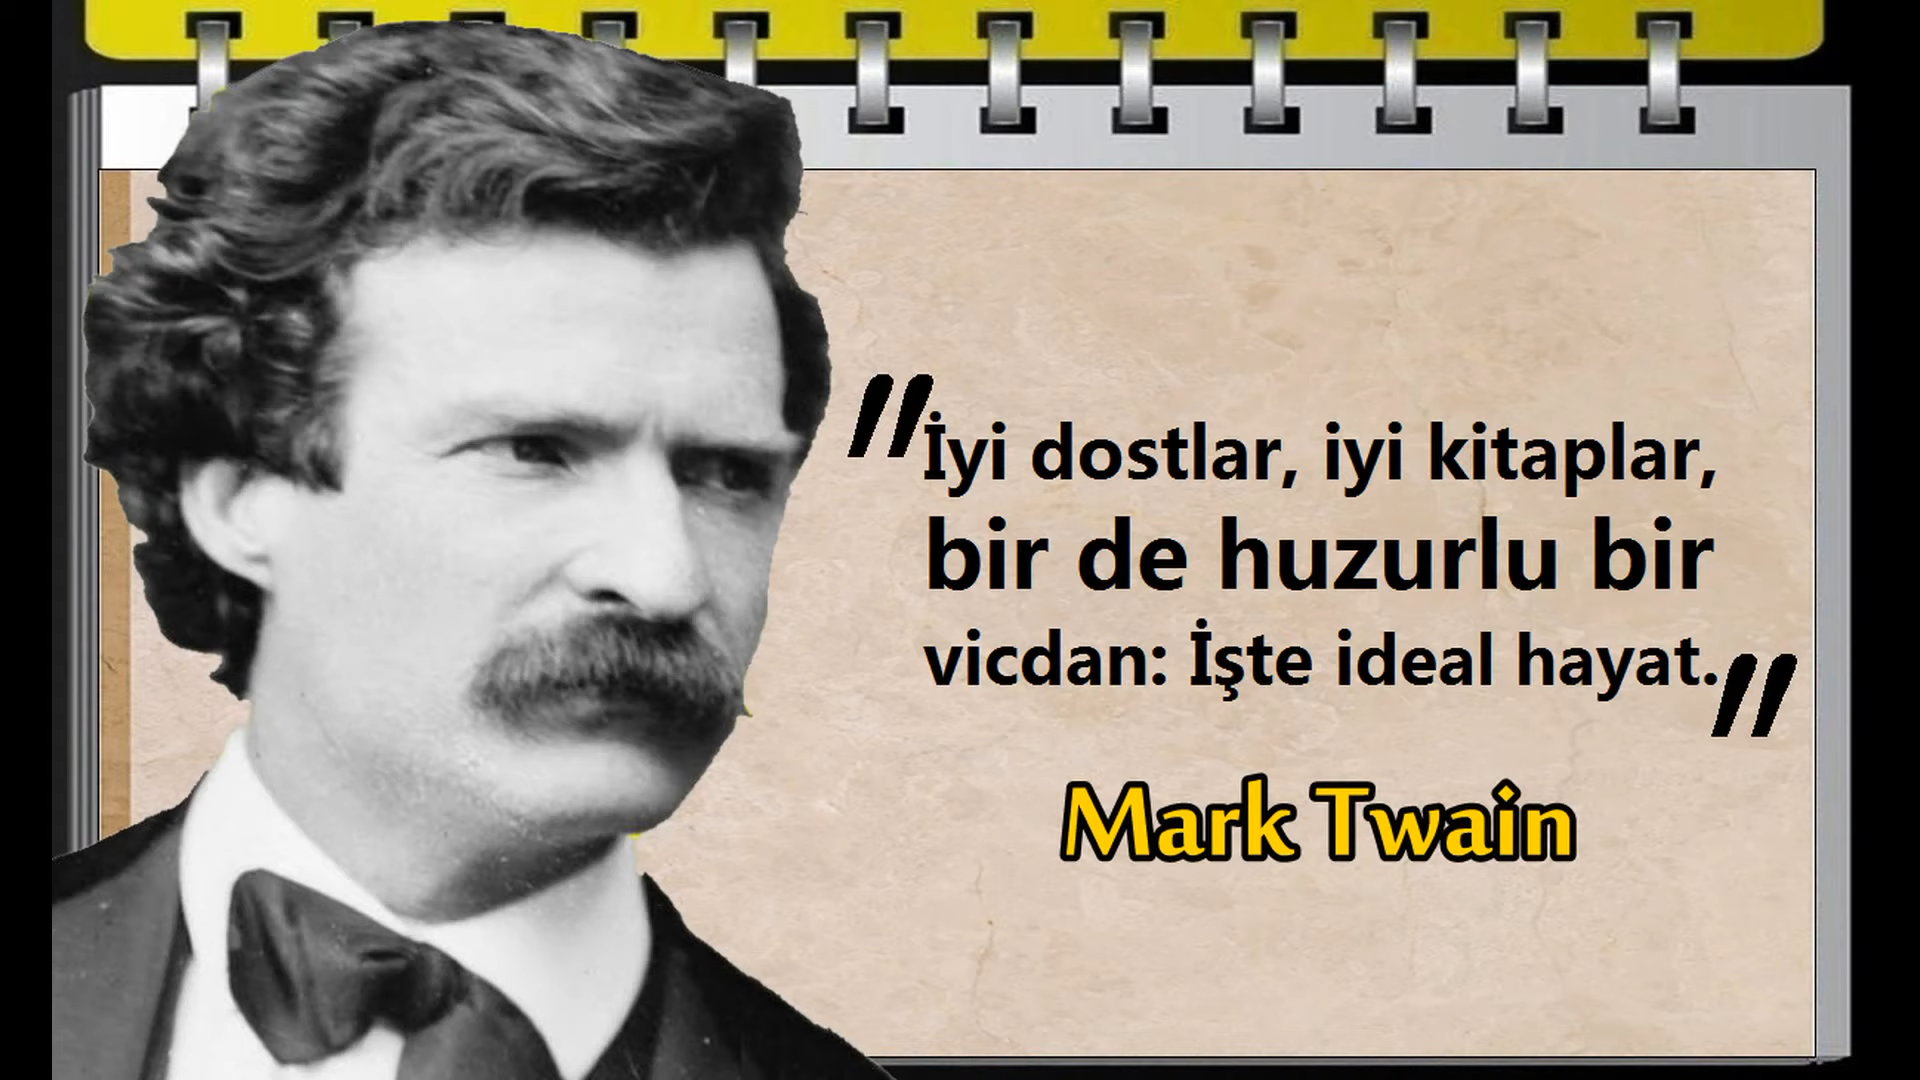 "İyi dostlar, iyi kitaplar,
bir de huzurlu bir
vicdan: İşte ideal hayat."
Mark Twain